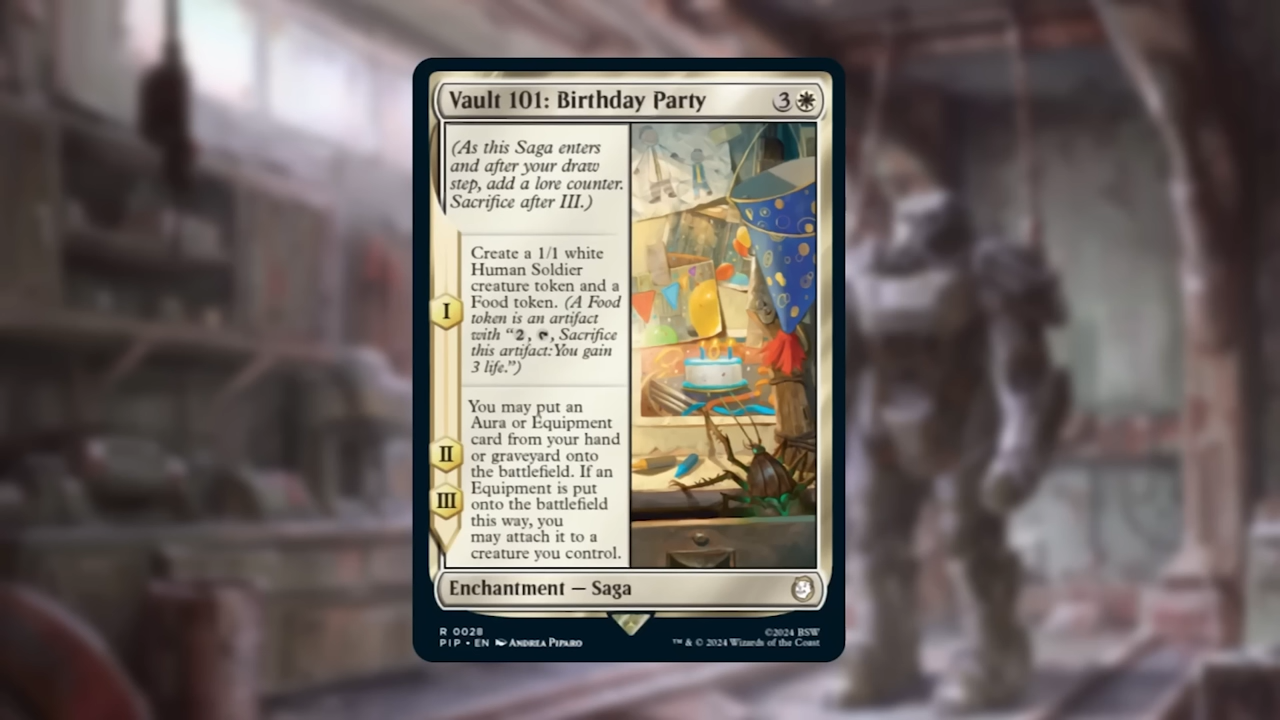 Vault 101: Birthday Party 3
(As this Saga enters
and after your draw
step, add a lore counter.
Sacrifice after III.)
I
Create a 1/1 white
Human Soldier
creature token and a
Food token. (A Food
token is an artifact
with “2, , Sacrifice
this artifact: You gain
3 life.”)
II
III
You may put an
Aura or Equipment
card from your hand
or graveyard onto
the battlefield. If an
Equipment is put
onto the battlefield
this way, you
may attach it to a
creature you control.
Enchantment — Saga
R 0028
PIP • EN Andrea Piparo
©2024 BSW
™ & © 2024 Wizards of the Coast